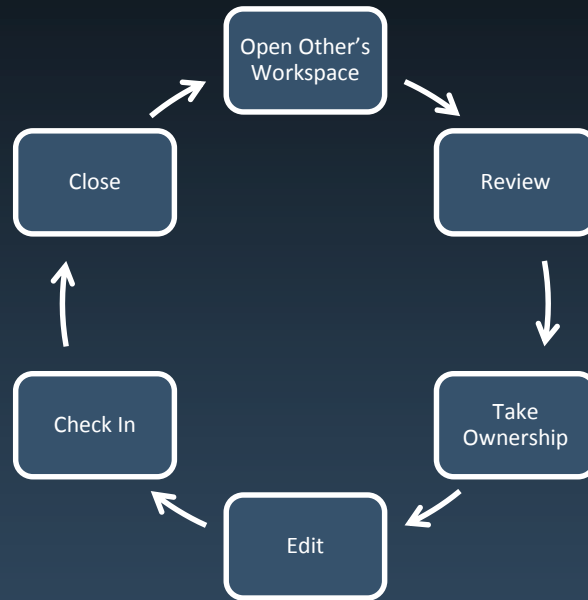 Open Other’s
Workspace
Review
Take
Ownership
Edit
Check In
Close